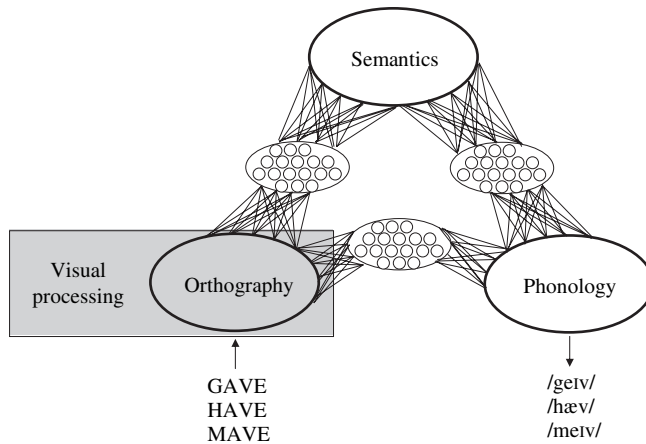 Semantics
Visual
processing
Orthography
Phonology
GAVE
HAVE
MAVE
/geɪv/
/hæv/
/meɪv/